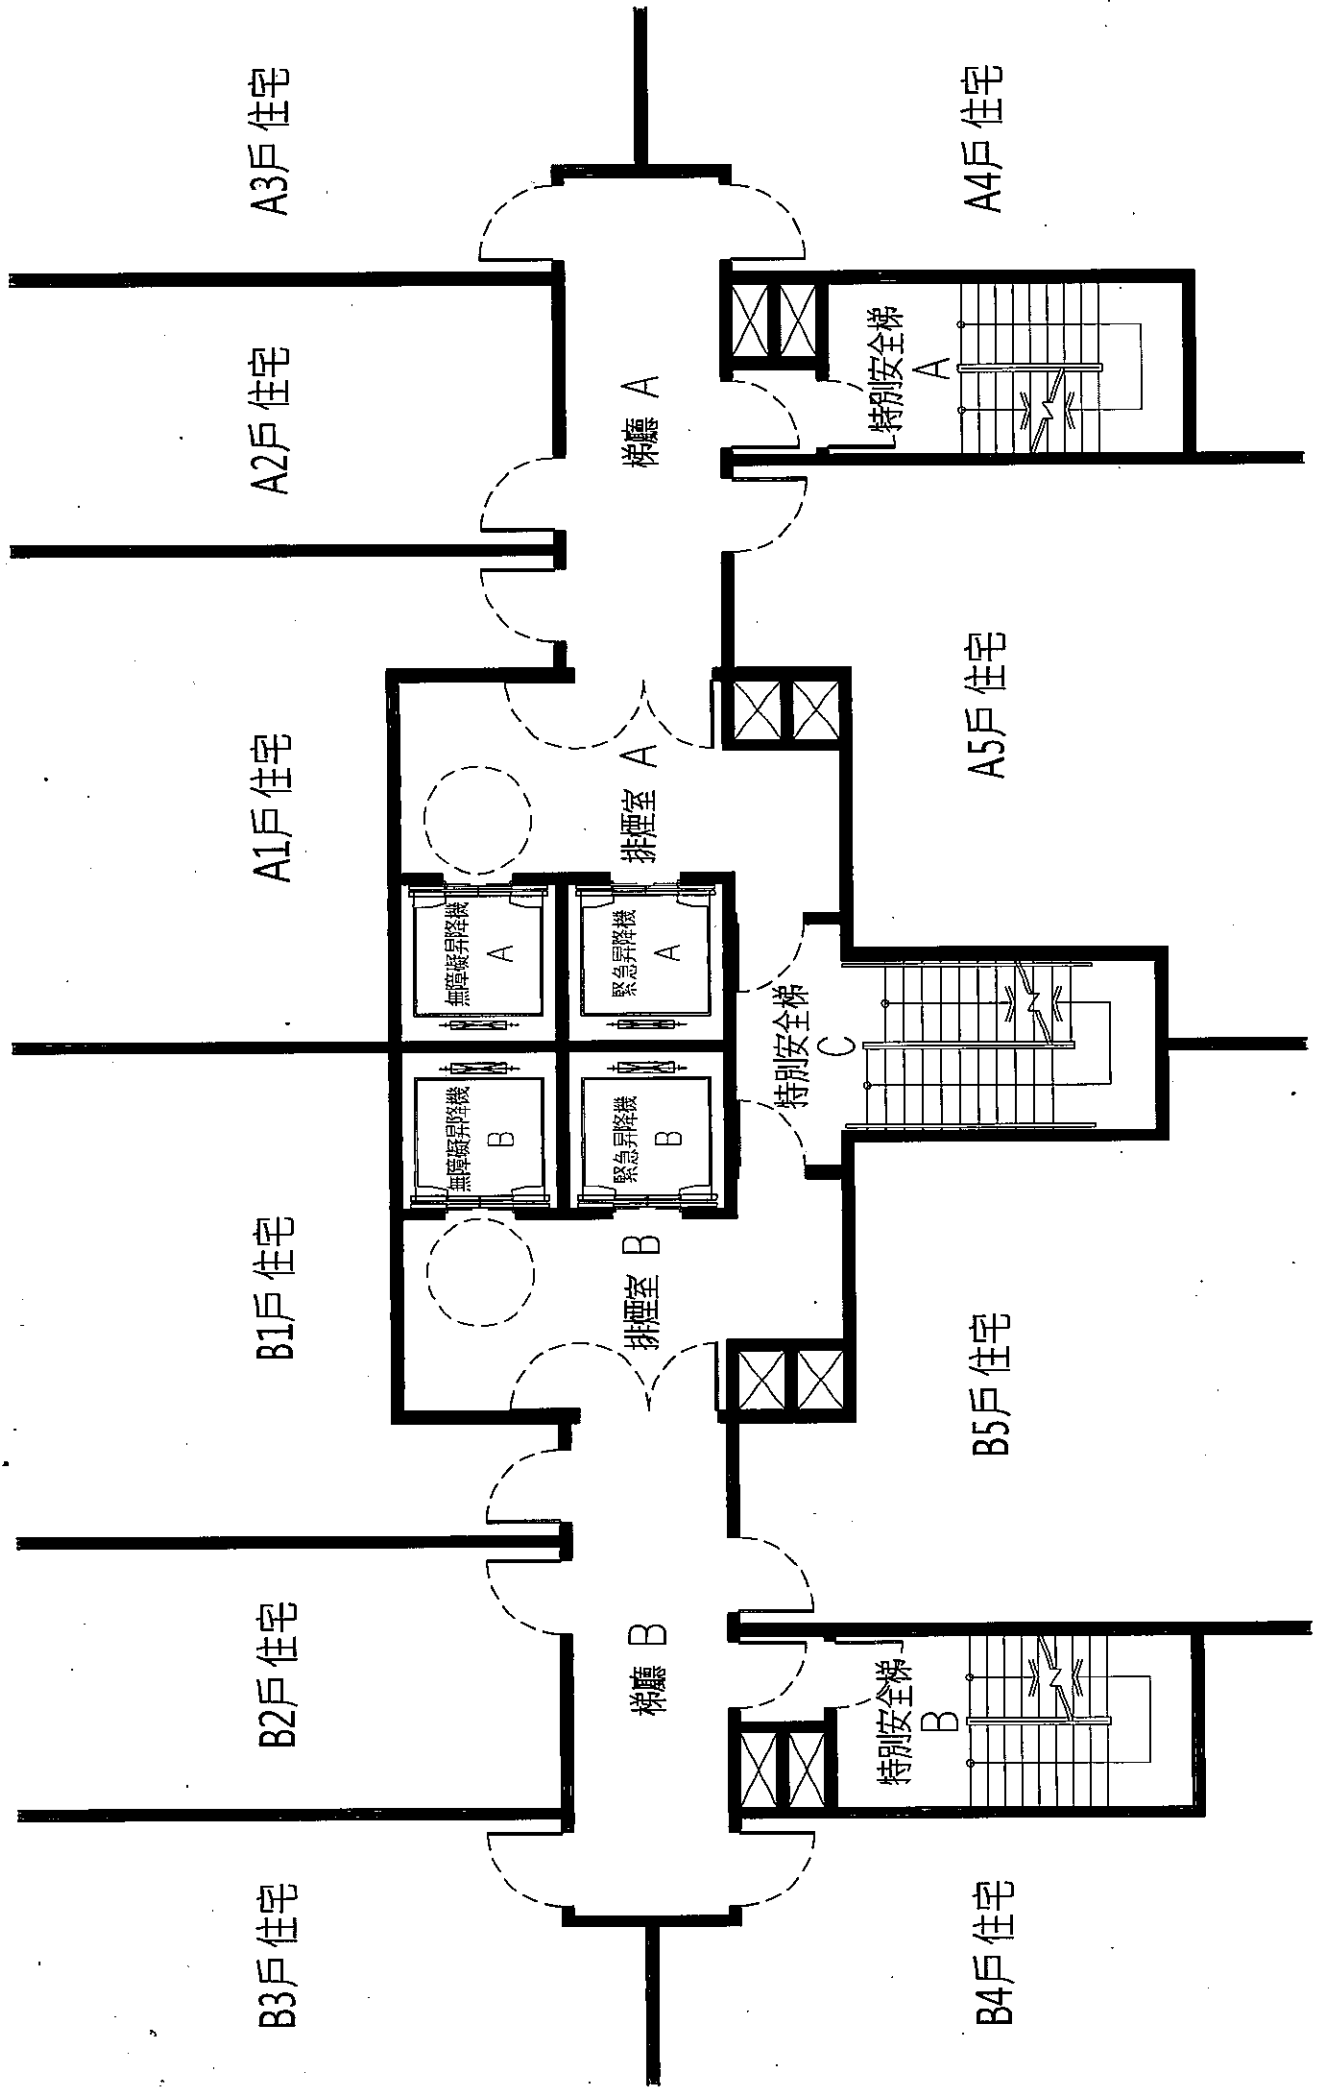 B3戶 住宅
B2戶 住宅
B1戶 住宅
A1戶 住宅
A2戶 住宅
A3戶 住宅
無障礙昇降機
B
無障礙昇降機
A
緊急昇降機
B
緊急昇降機
A
梯廳 B
排煙室 B
排煙室 A
梯廳 A
特別安全梯
C
特別安全梯
B
特別安全梯
A
B4戶 住宅
B5戶 住宅
A5戶 住宅
A4戶 住宅